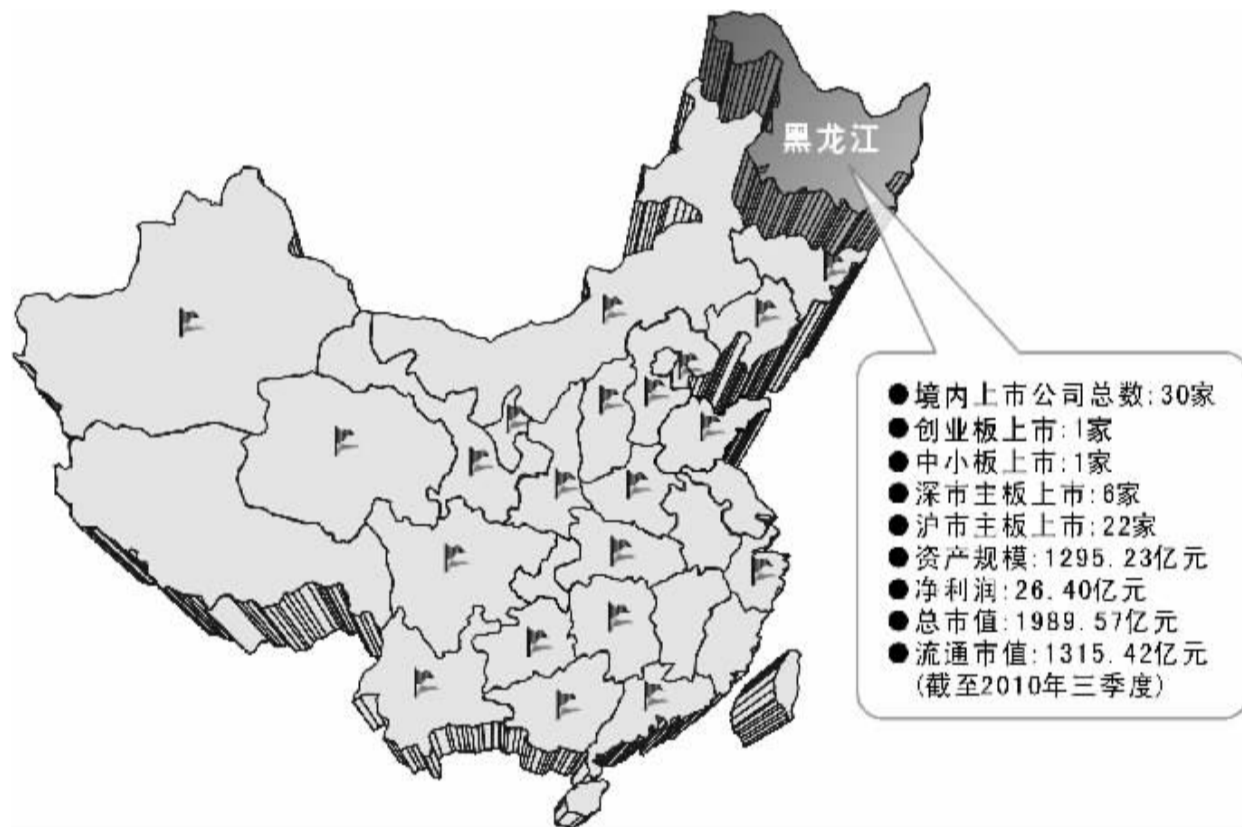 黑龙江
●境内上市公司总数:30家
●创业板上市:1家
●中小板上市:1家
●深市主板上市:6家
●沪市主板上市:22家
●资产规模:1295.23亿元
●净利润:26.40亿元
●总市值:1989.57亿元
●流通市值:1315.42亿元
(截至2010年三季度)